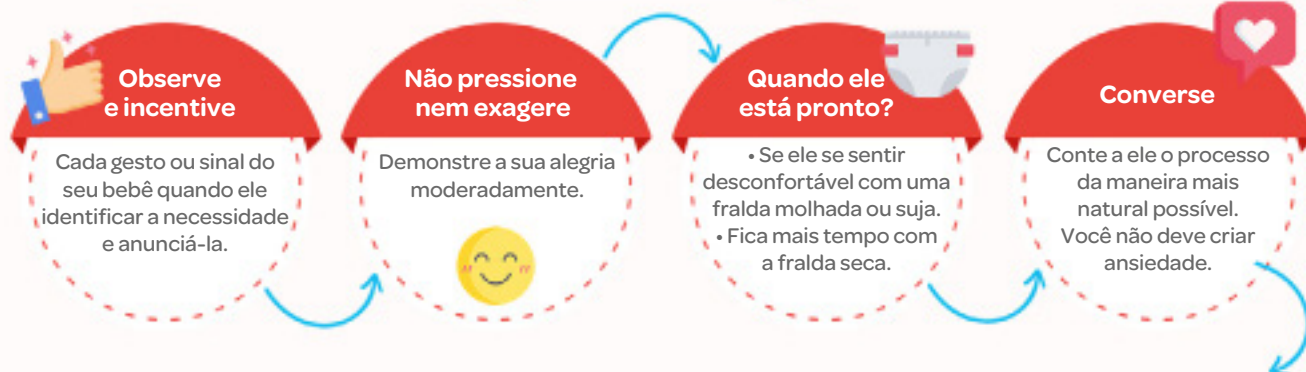 Observe
e incentive
Cada gesto ou sinal do
seu bebê quando ele
identificar a necessidade
e anunciá-la.
Não pressione
nem exagere
Demonstre a sua alegria
moderadamente.
Quando ele
está pronto?
• Se ele se sentir
desconfortável com uma
fralda molhada ou suja.
• Fica mais tempo com
a fralda seca.
Converse
Conte a ele o processo
da maneira mais
natural possível.
Você não deve criar
ansiedade.